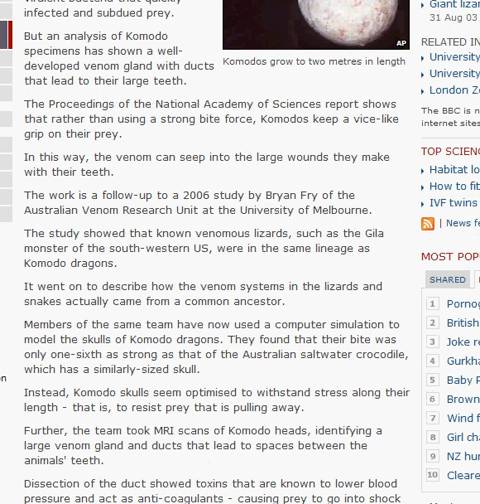 infected and subdued prey.
But an analysis of Komodo
specimens has shown a well-
developed venom gland with ducts
that lead to their large teeth.
AP
Komodos grow to two metres in length
The Proceedings of the National Academy of Sciences report shows
that rather than using a strong bite force, Komodos keep a vice-like
grip on their prey.
In this way, the venom can seep into the large wounds they make
with their teeth.
The work is a follow-up to a 2006 study by Bryan Fry of the
Australian Venom Research Unit at the University of Melbourne.
The study showed that known venomous lizards, such as the Gila
monster of the south-western US, were in the same lineage as
Komodo dragons.
It went on to describe how the venom systems in the lizards and
snakes actually came from a common ancestor.
Members of the same team have now used a computer simulation to
model the skulls of Komodo dragons. They found that their bite was
only one-sixth as strong as that of the Australian saltwater crocodile,
which has a similarly-sized skull.
Instead, Komodo skulls seem optimised to withstand stress along their
length - that is, to resist prey that is pulling away.
Further, the team took MRI scans of Komodo heads, identifying a
large venom gland and ducts that lead to spaces between the
animals' teeth.
Dissection of the duct showed toxins that are known to lower blood
pressure and act as anti-coagulants - causing prey to go into shock
Giant lizar
31 Aug 03
RELATED IN
University
University
London Zo
The BBC is n
internet sites
TOP SCIEN
Habitat lo
How to fit
IVF twins
| News fe
MOST POP
SHARED
1 Pornog
2 British
3 Joke re
4 Gurkha
5 Baby P
6 Brown
7 Wind f
8 Girl cha
9 NZ hun
10 Cleare